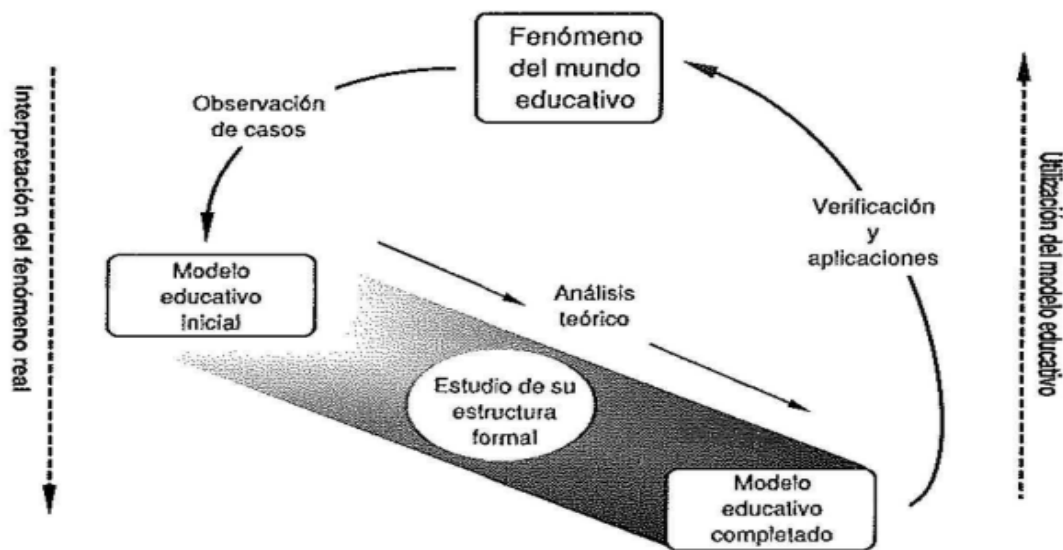 Fenómeno
del mundo
educativo
Observación
de casos
Interpretación del fenómeno real
Modelo
educativo
inicial
Análisis
teórico
Estudio de su
estructura
formal
Verificación
y
aplicaciones
Utilización del modelo educativo
Modelo
educativo
completado